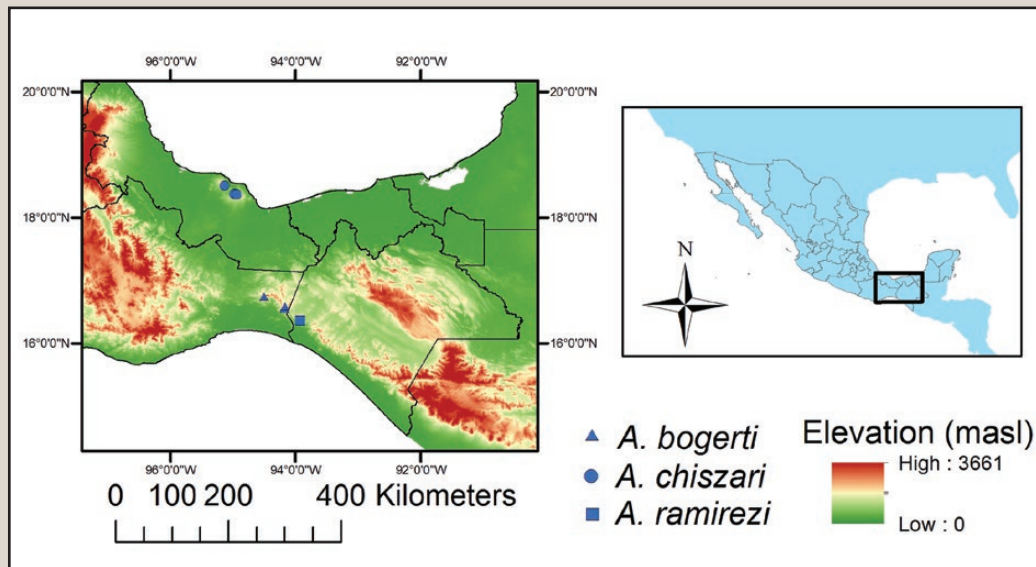 96°0'0"W 94°0'0"W 92°0'0"W
20°0'0"N 20°0'0"N
18°0'0"N 18°0'0"N
16°0'0"N 16°0'0"N
96°0'0"W 94°0'0"W 92°0'0"W
0 100 200 400 Kilometers
N
A. bogerti
A. chiszari
A. ramirezi
Elevation (masl)
High : 3661
Low : 0